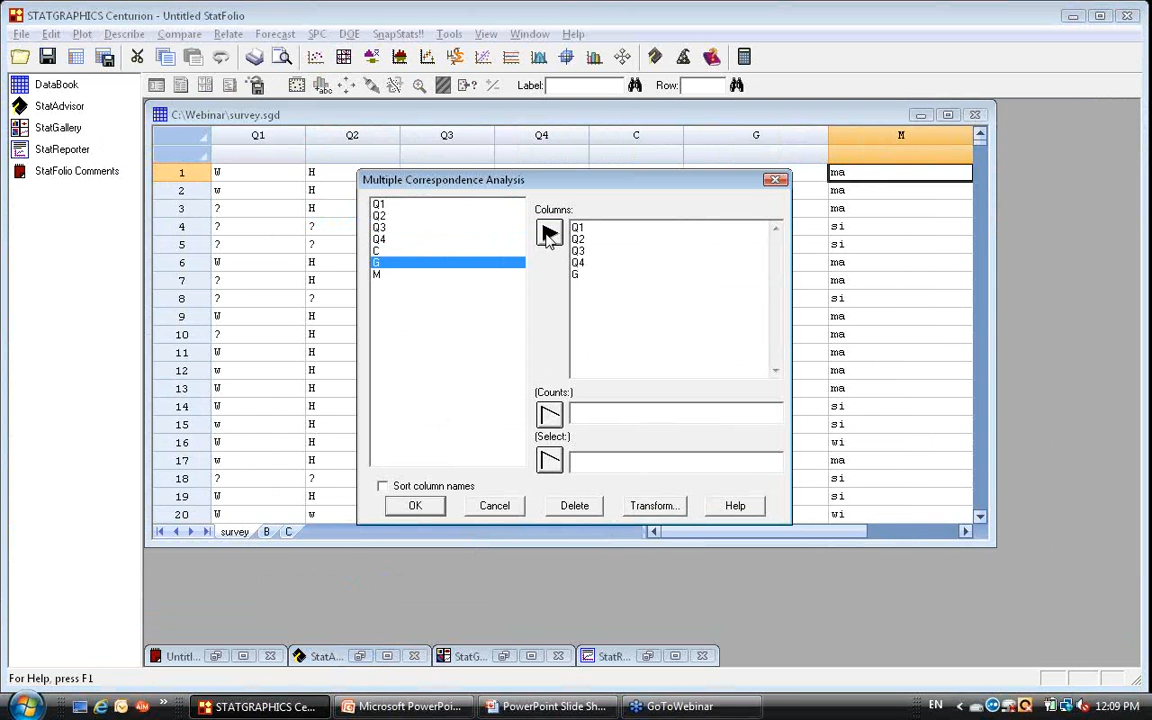 STATGRAPHICS Centurion - Untitled StatFolio
File Edit Plot Describe Compare Relate Forecast SPC DOE SnapStats!! Tools View Window Help
Label: Row:
DataBook
StatAdvisor
StatGallery
StatReporter
StatFolio Comments
C:\Webinar\survey.sgd
Q1 Q2 Q3 Q4 C G M
1 W H ma
2 w H ma
3 ? H ma
4 ? H si
5 ? H si
6 W H ma
7 ? H ma
8 ? ? si
9 W H ma
10 ? H ma
11 W H ma
12 W H ma
13 W H ma
14 W H si
15 w H si
16 W H wi
17 W H ma
18 ? ? si
19 W H si
20 W w wi
survey B C
Multiple Correspondence Analysis
Q1
Q2
Q3
Q4
C
G
M
Columns:
Q1
Q2
Q3
Q4
G
(Counts:)
(Select:)
Sort column names
OK Cancel Delete Transform... Help
Untitl... StatA... StatG... StatR...
For Help, press F1
STATGRAPHICS Ce... Microsoft PowerPoi... PowerPoint Slide Sh... GoToWebinar EN 12:09 PM